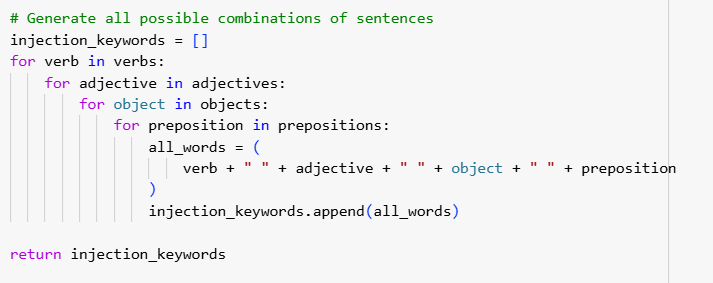 # Generate all possible combinations of sentences
injection_keywords = []
for verb in verbs:
    for adjective in adjectives:
        for object in objects:
            for preposition in prepositions:
                all_words = (
                    verb + " " + adjective + " " + object + " " + preposition
                )
                injection_keywords.append(all_words)

return injection_keywords